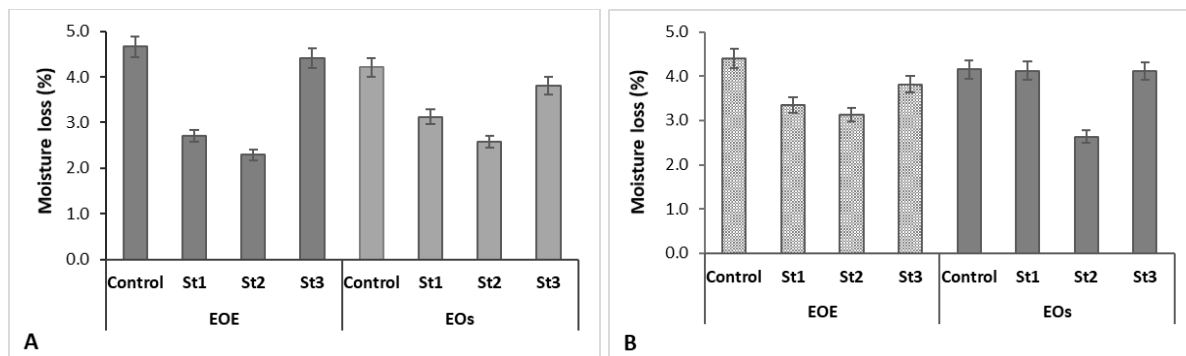 Moisture loss (%)
5.0
4.0
3.0
2.0
1.0
0.0
Control St1 St2 St3 Control St1 St2 St3
EOE EOs
A
Moisture loss (%)
5.0
4.0
3.0
2.0
1.0
0.0
Control St1 St2 St3 Control St1 St2 St3
EOE EOs
B